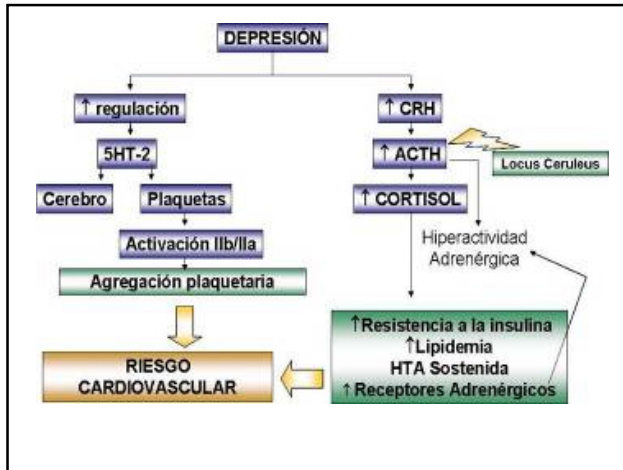 DEPRESIÓN
↑ regulación
5HT-2
Cerebro
Plaquetas
Activación IIb/IIa
Agregación plaquetaria
RIESGO
CARDIOVASCULAR
↑ CRH
↑ ACTH
Locus Ceruleus
↑ CORTISOL
Hiperactividad
Adrenérgica
↑Resistencia a la insulina
↑Lipidemia
HTA Sostenida
↑Receptores Adrenérgicos